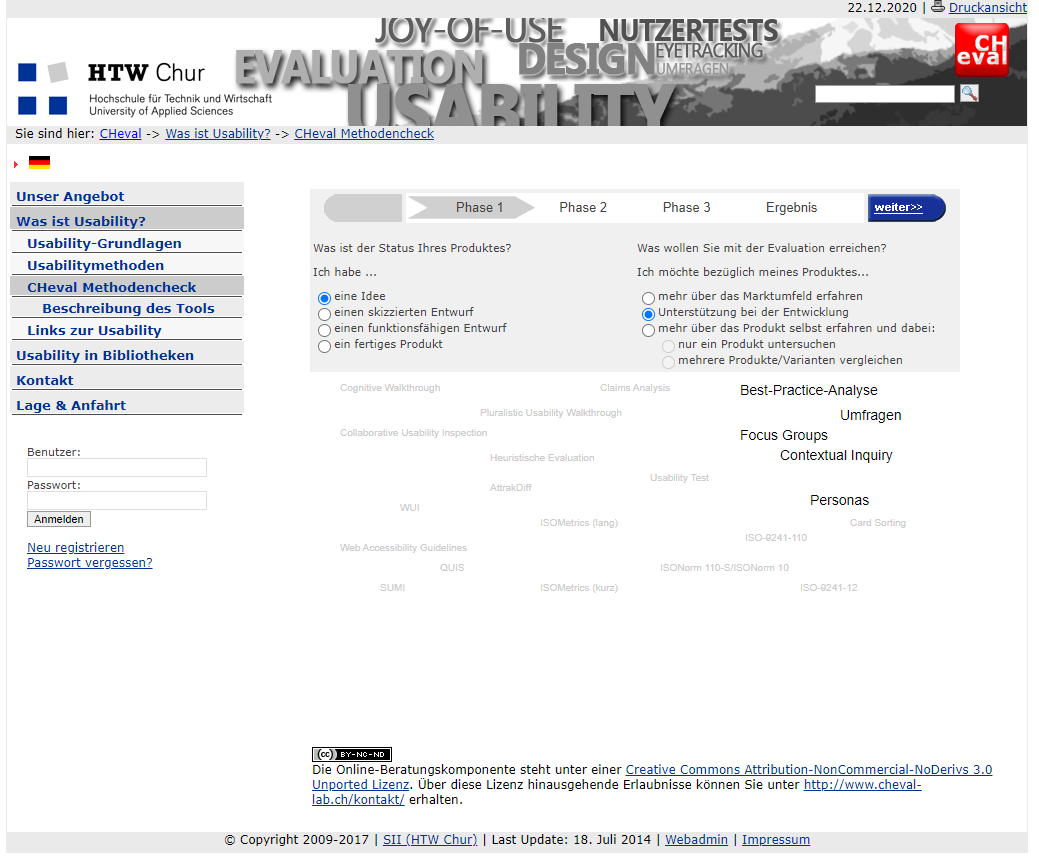 22.12.2020 | Druckansicht
JOY-OF-USE NUTZERTESTS
EVALUATION DESIGN EYETRACKING
UMFRAGEN
USABILITY
CH
eval
HTW Chur
Hochschule für Technik und Wirtschaft
University of Applied Sciences
Sie sind hier: CHeval -> Was ist Usability? -> CHeval Methodencheck
Unser Angebot
Was ist Usability?
Usability-Grundlagen
Usabilitymethoden
CHeval Methodencheck
Beschreibung des Tools
Links zur Usability
Usability in Bibliotheken
Kontakt
Lage & Anfahrt
Benutzer:
Passwort:
Anmelden
Neu registrieren
Passwort vergessen?
Phase 1 Phase 2 Phase 3 Ergebnis weiter>>
Was ist der Status Ihres Produktes?
Ich habe ...
eine Idee
einen skizzierten Entwurf
einen funktionsfähigen Entwurf
ein fertiges Produkt
Was wollen Sie mit der Evaluation erreichen?
Ich möchte bezüglich meines Produktes...
mehr über das Marktumfeld erfahren
Unterstützung bei der Entwicklung
mehr über das Produkt selbst erfahren und dabei:
nur ein Produkt untersuchen
mehrere Produkte/Varianten vergleichen
Cognitive Walkthrough Claims Analysis Best-Practice-Analyse
Pluralistic Usability Walkthrough Umfragen
Collaborative Usability Inspection Focus Groups
Heuristische Evaluation Contextual Inquiry
Usability Test
AttrakDiff
WUI Personas
ISOMetrics (lang) Card Sorting
ISO-9241-110
Web Accessibility Guidelines
QUIS ISONorm 110-S/ISONorm 10
SUMI ISOMetrics (kurz) ISO-9241-12
(cc) BY-NC-ND
Die Online-Beratungskomponente steht unter einer Creative Commons Attribution-NonCommercial-NoDerivs 3.0
Unported Lizenz. Über diese Lizenz hinausgehende Erlaubnisse können Sie unter http://www.cheval-
lab.ch/kontakt/ erhalten.
© Copyright 2009-2017 | SII (HTW Chur) | Last Update: 18. Juli 2014 | Webadmin | Impressum